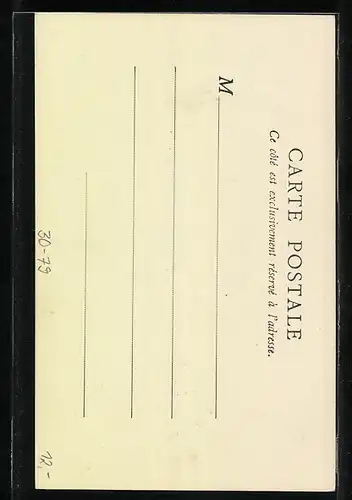 CARTE POSTALE
Ce côté est exclusivement réservé à l'adresse.
M
30-79
12,-